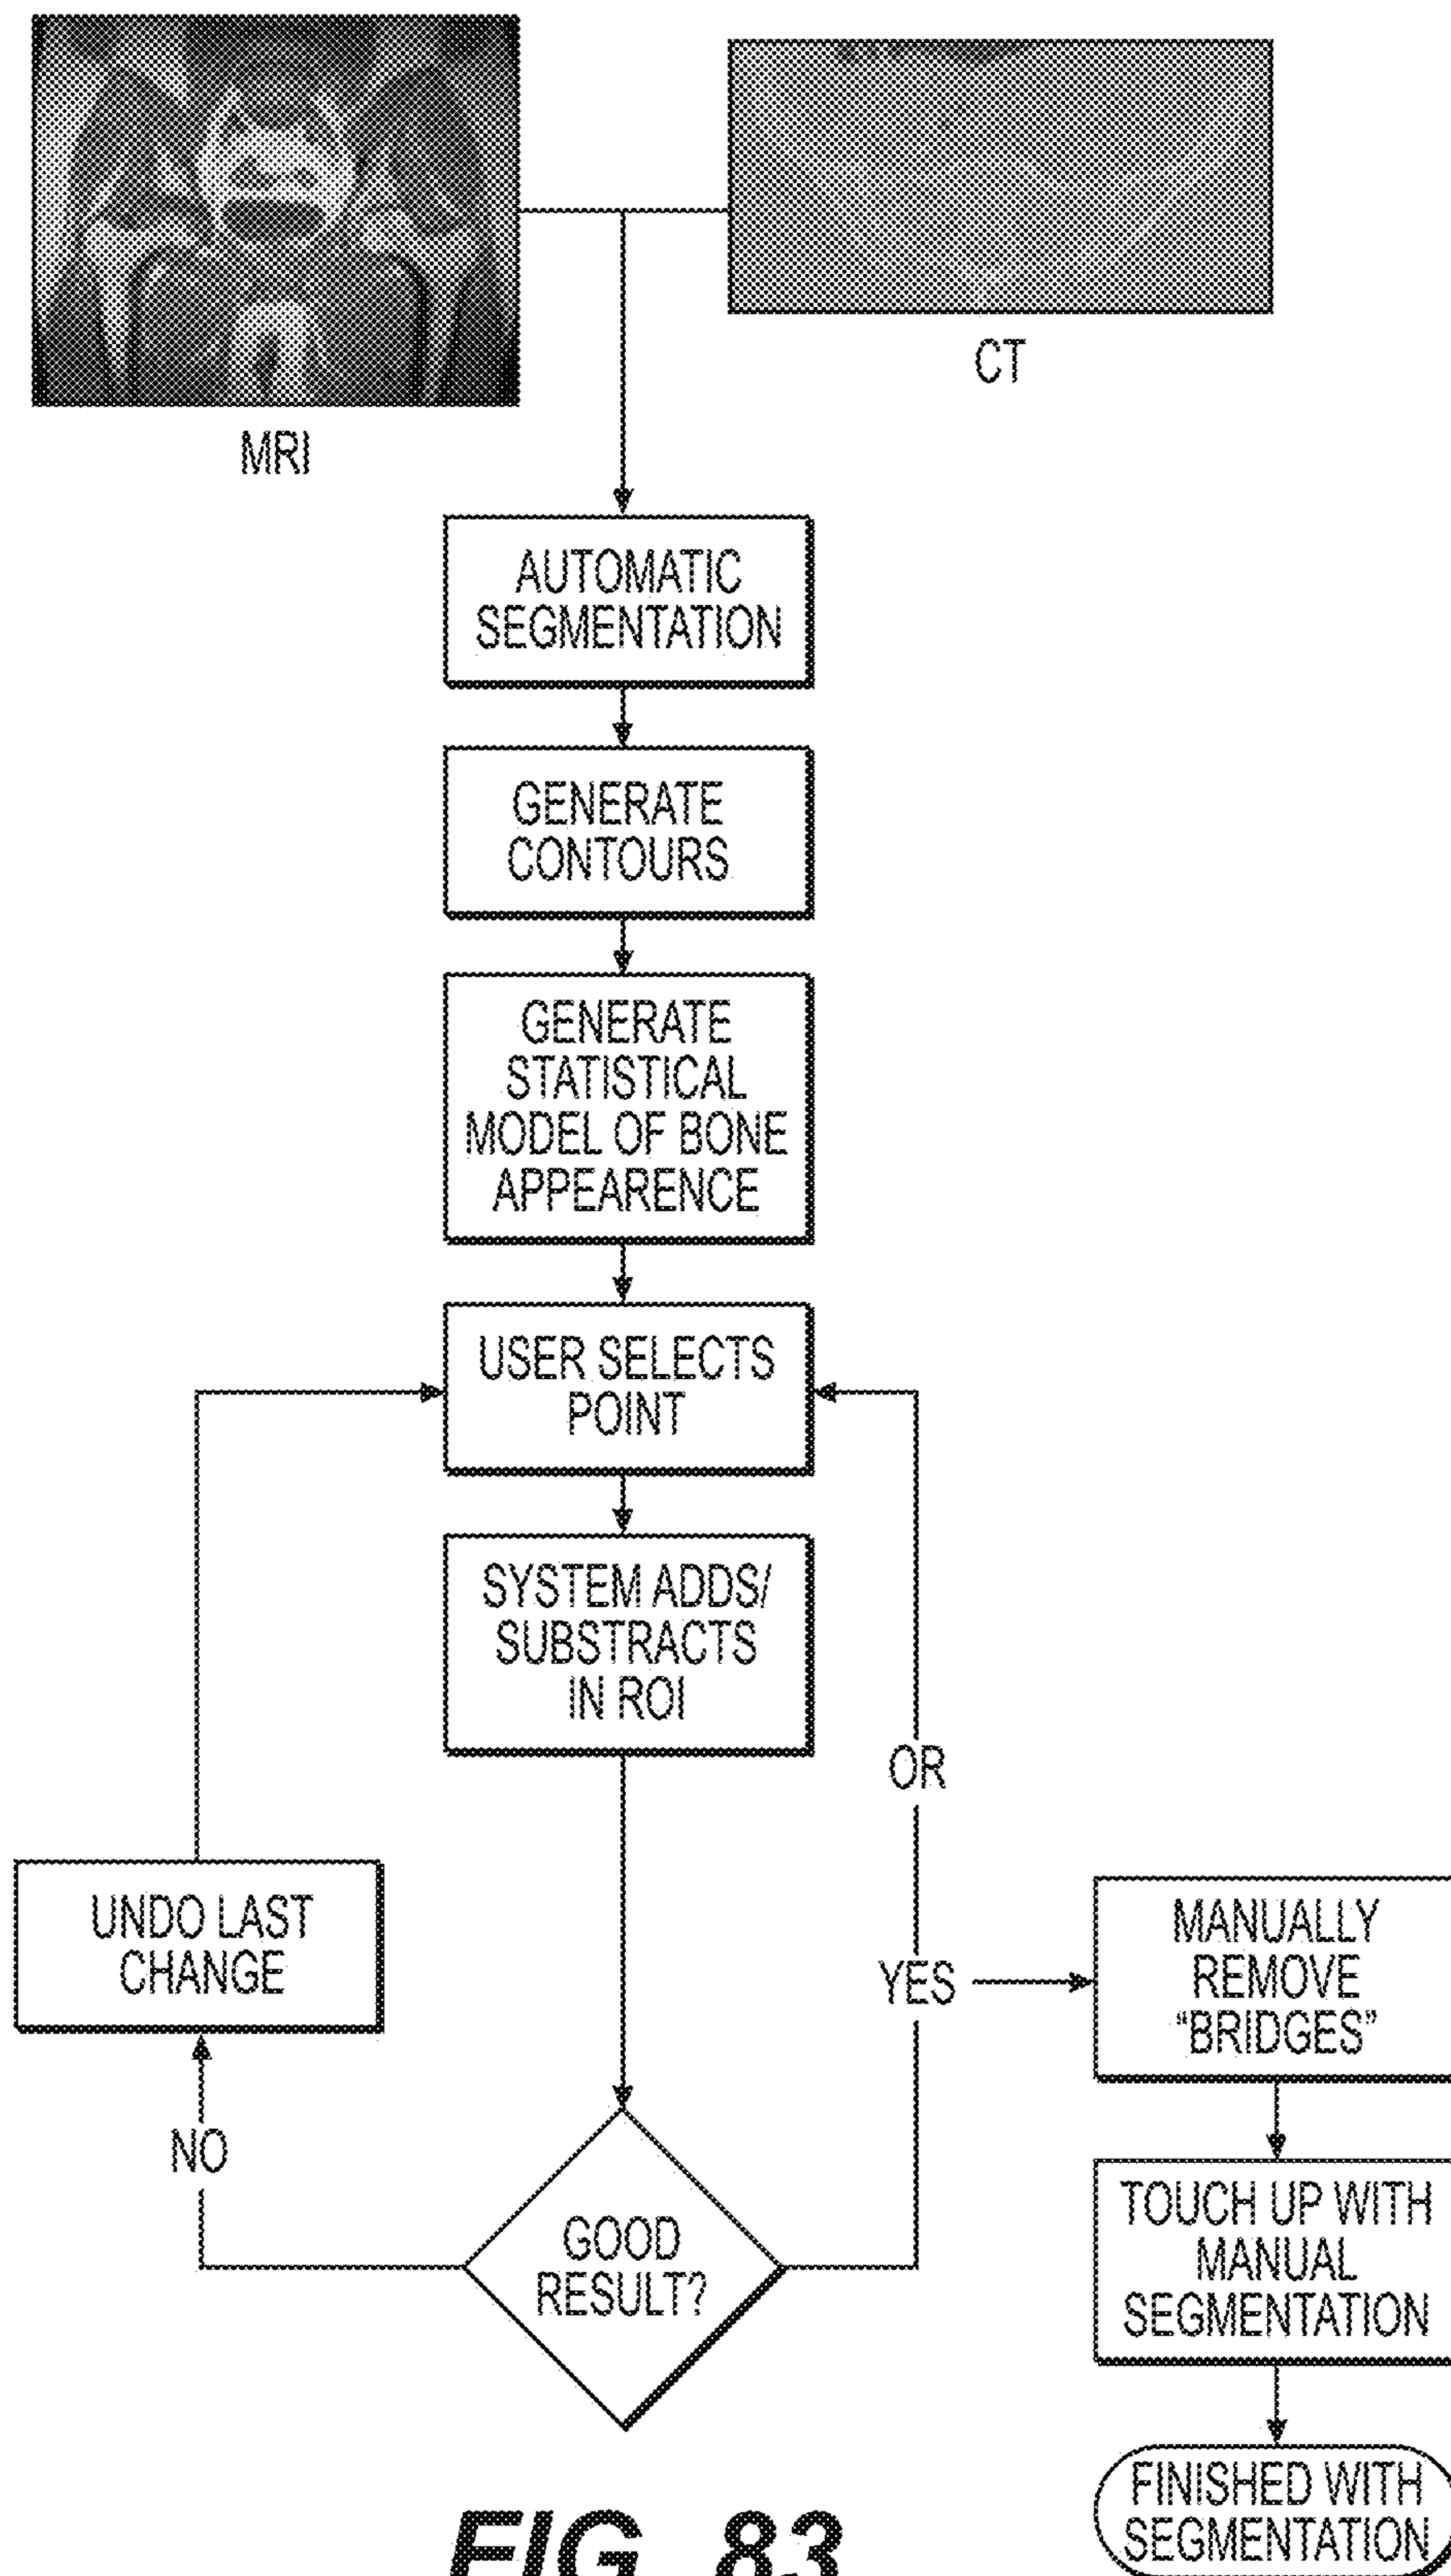 MRI
CT
AUTOMATIC
SEGMENTATION
GENERATE
CONTOURS
GENERATE
STATISTICAL
MODEL OF BONE
APPEARENCE
USER SELECTS
POINT
SYSTEM ADDS/
SUBSTRACTS
IN ROI
OR
UNDO LAST
CHANGE
YES
MANUALLY
REMOVE
“BRIDGES”
NO
GOOD
RESULT?
TOUCH UP WITH
MANUAL
SEGMENTATION
FINISHED WITH
SEGMENTATION
FIG. 83